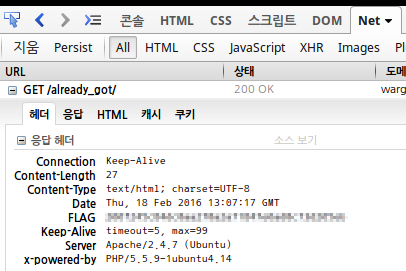 콘솔 HTML CSS 스크립트 DOM Net
지움 Persist All HTML CSS JavaScript XHR Images
URL 상태 도메
GET /already_got/ 200 OK warg
헤더 응답 HTML 캐시 쿠키
응답 헤더 소스 보기
Connection Keep-Alive
Content-Length 27
Content-Type text/html; charset=UTF-8
Date Thu, 18 Feb 2016 13:07:17 GMT
FLAG
Keep-Alive timeout=5, max=99
Server Apache/2.4.7 (Ubuntu)
x-powered-by PHP/5.5.9-1ubuntu4.14